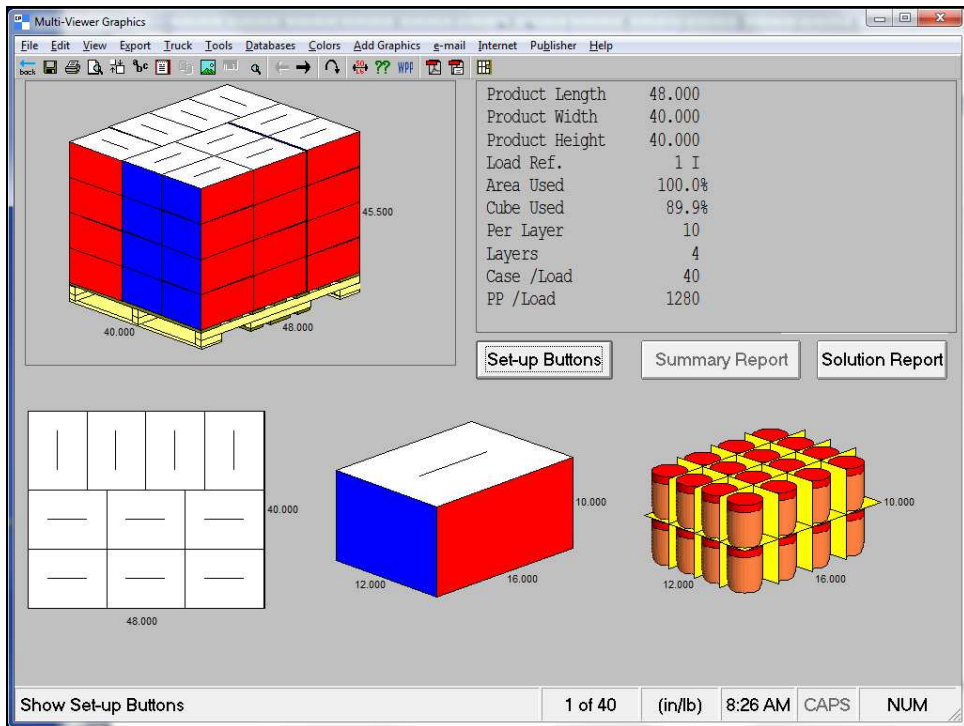 Multi-Viewer Graphics
File Edit View Export Truck Tools Databases Colors Add Graphics e-mail Internet Publisher Help
back abc ?? WPF
45.500
40.000
48.000
Product Length 48.000
Product Width 40.000
Product Height 40.000
Load Ref. 1 I
Area Used 100.0%
Cube Used 89.9%
Per Layer 10
Layers 4
Case /Load 40
PP /Load 1280
Set-up Buttons Summary Report Solution Report
40.000
48.000
10.000
12.000
16.000
10.000
12.000
16.000
Show Set-up Buttons 1 of 40 (in/lb) 8:26 AM CAPS NUM